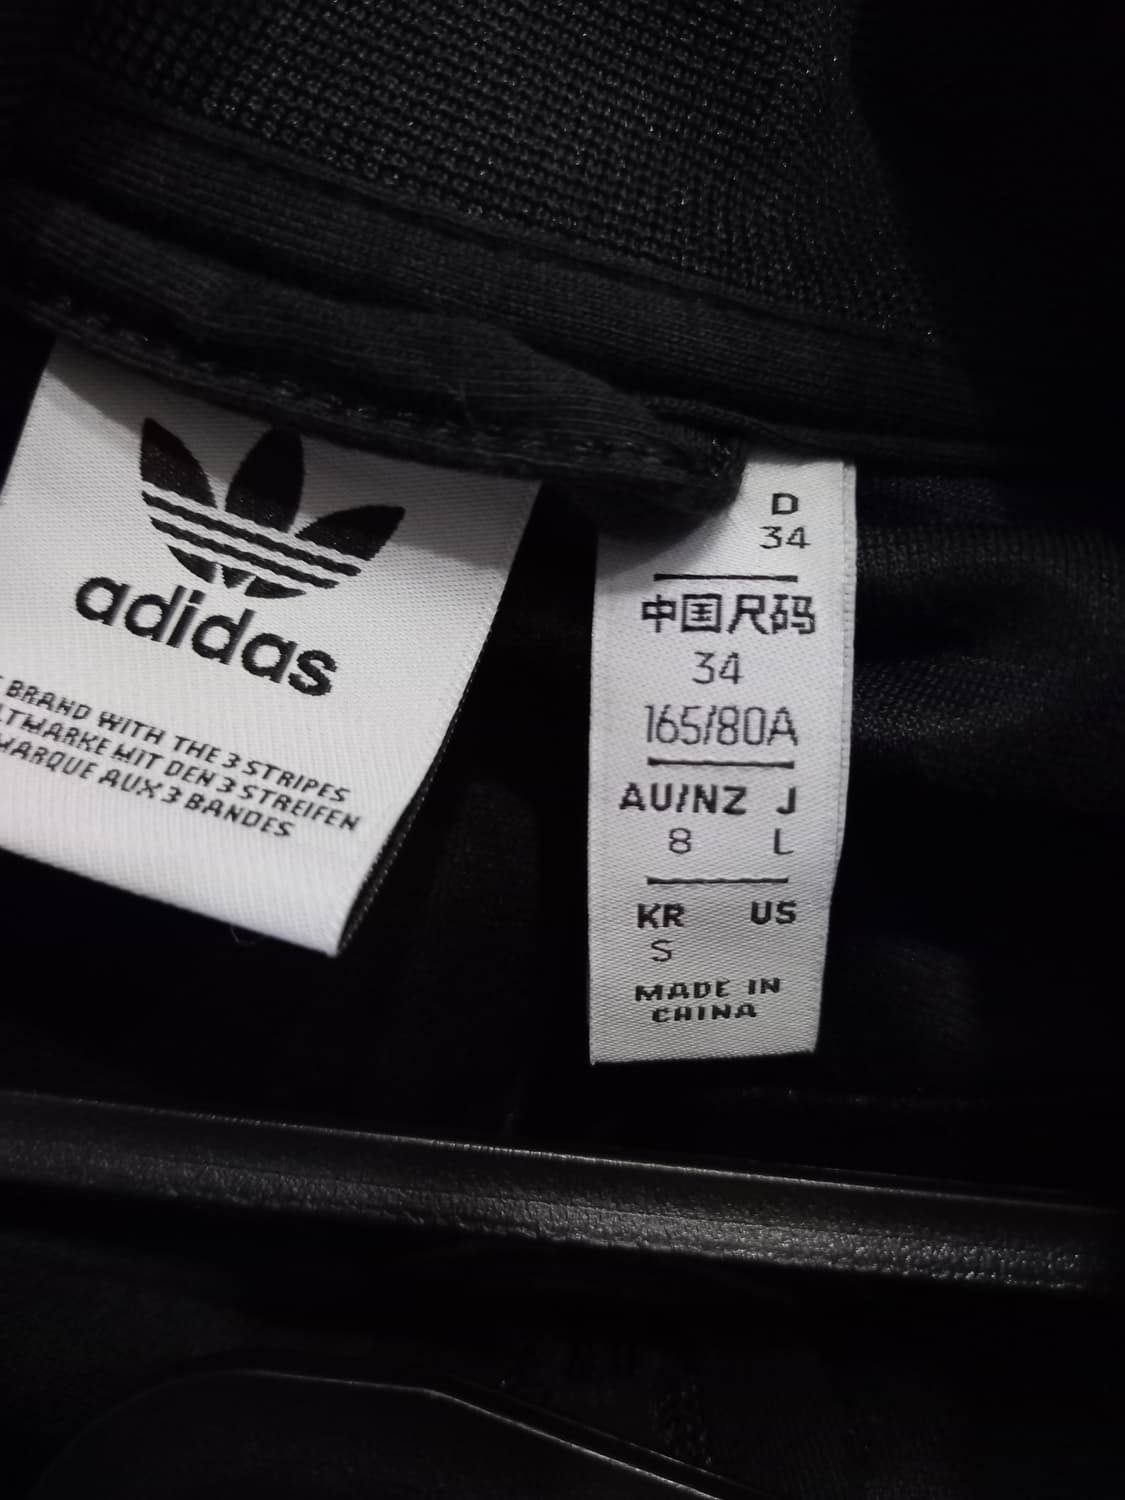 adidas
BRAND WITH THE 3 STRIPES
MARKE MIT DEN 3 STREIFEN
MARQUE AUX 3 BANDES
D
34
中国尺码
34
165/80A
AU/NZ J
8 L
KR US
S
MADE IN
CHINA